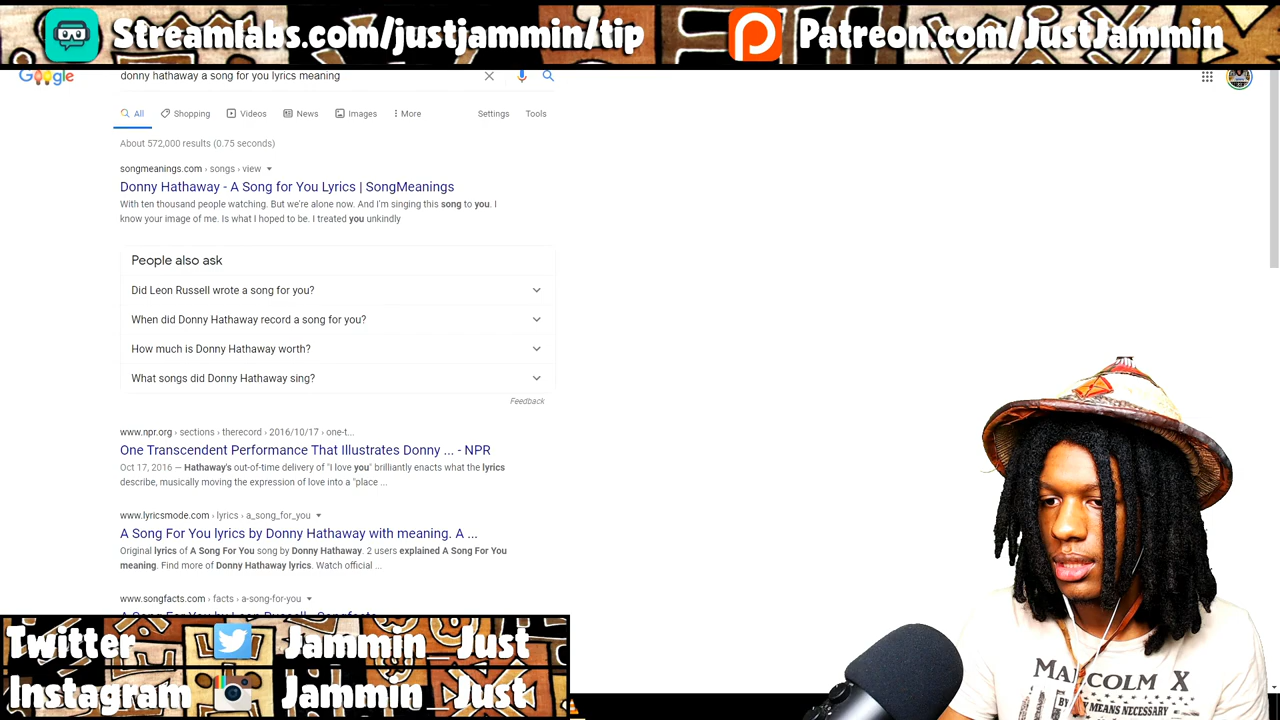 Streamlabs.com/justjammin/tip
Patreon.com/JustJammin
Google
donny hathaway a song for you lyrics meaning
All
Shopping
Videos
News
Images
More
Settings
Tools
About 572,000 results (0.75 seconds)
songmeanings.com › songs › view
Donny Hathaway - A Song for You Lyrics | SongMeanings
With ten thousand people watching. But we're alone now. And I'm singing this song to you. I
know your image of me. Is what I hoped to be. I treated you unkindly
People also ask
Did Leon Russell wrote a song for you?
When did Donny Hathaway record a song for you?
How much is Donny Hathaway worth?
What songs did Donny Hathaway sing?
Feedback
www.npr.org › sections › therecord › 2016/10/17 › one-t...
One Transcendent Performance That Illustrates Donny ... - NPR
Oct 17, 2016 — Hathaway's out-of-time delivery of "I love you" brilliantly enacts what the lyrics
describe, musically moving the expression of love into a "place ...
www.lyricsmode.com › lyrics › a_song_for_you
A Song For You lyrics by Donny Hathaway with meaning. A ...
Original lyrics of A Song For You song by Donny Hathaway. 2 users explained A Song For You
meaning. Find more of Donny Hathaway lyrics. Watch official ...
www.songfacts.com › facts › a-song-for-you
A Song For You by Leon Russell - Songfacts
Twitter Jammin_Just
Instagram Jammin_Just
MALCOLM X
BY MEANS NECESSARY